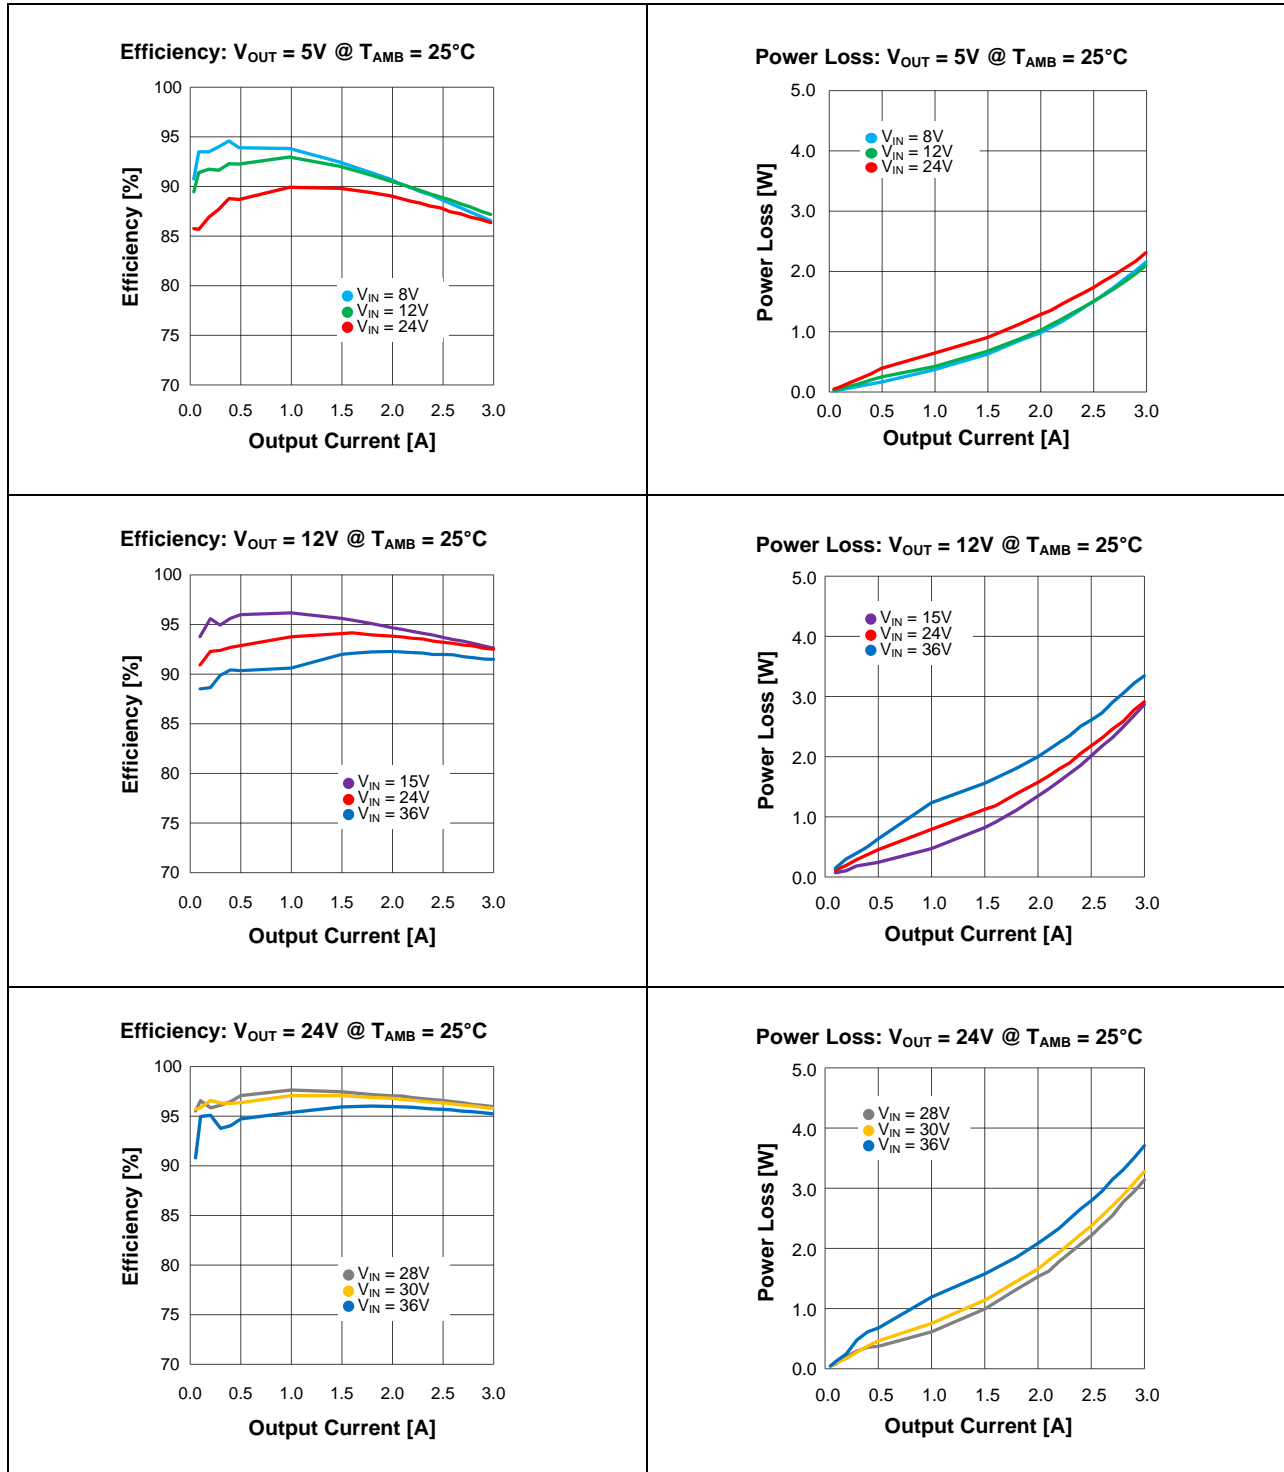 Efficiency: VOUT = 5V @ TAMB = 25°C
100
95
90
85
80
75
70
Efficiency [%]
VIN = 8V
VIN = 12V
VIN = 24V
0.0 0.5 1.0 1.5 2.0 2.5 3.0
Output Current [A]
Power Loss: VOUT = 5V @ TAMB = 25°C
5.0
4.0
3.0
2.0
1.0
0.0
Power Loss [W]
VIN = 8V
VIN = 12V
VIN = 24V
0.0 0.5 1.0 1.5 2.0 2.5 3.0
Output Current [A]
Efficiency: VOUT = 12V @ TAMB = 25°C
100
95
90
85
80
75
70
Efficiency [%]
VIN = 15V
VIN = 24V
VIN = 36V
0.0 0.5 1.0 1.5 2.0 2.5 3.0
Output Current [A]
Power Loss: VOUT = 12V @ TAMB = 25°C
5.0
4.0
3.0
2.0
1.0
0.0
Power Loss [W]
VIN = 15V
VIN = 24V
VIN = 36V
0.0 0.5 1.0 1.5 2.0 2.5 3.0
Output Current [A]
Efficiency: VOUT = 24V @ TAMB = 25°C
100
95
90
85
80
75
70
Efficiency [%]
VIN = 28V
VIN = 30V
VIN = 36V
0.0 0.5 1.0 1.5 2.0 2.5 3.0
Output Current [A]
Power Loss: VOUT = 24V @ TAMB = 25°C
5.0
4.0
3.0
2.0
1.0
0.0
Power Loss [W]
VIN = 28V
VIN = 30V
VIN = 36V
0.0 0.5 1.0 1.5 2.0 2.5 3.0
Output Current [A]